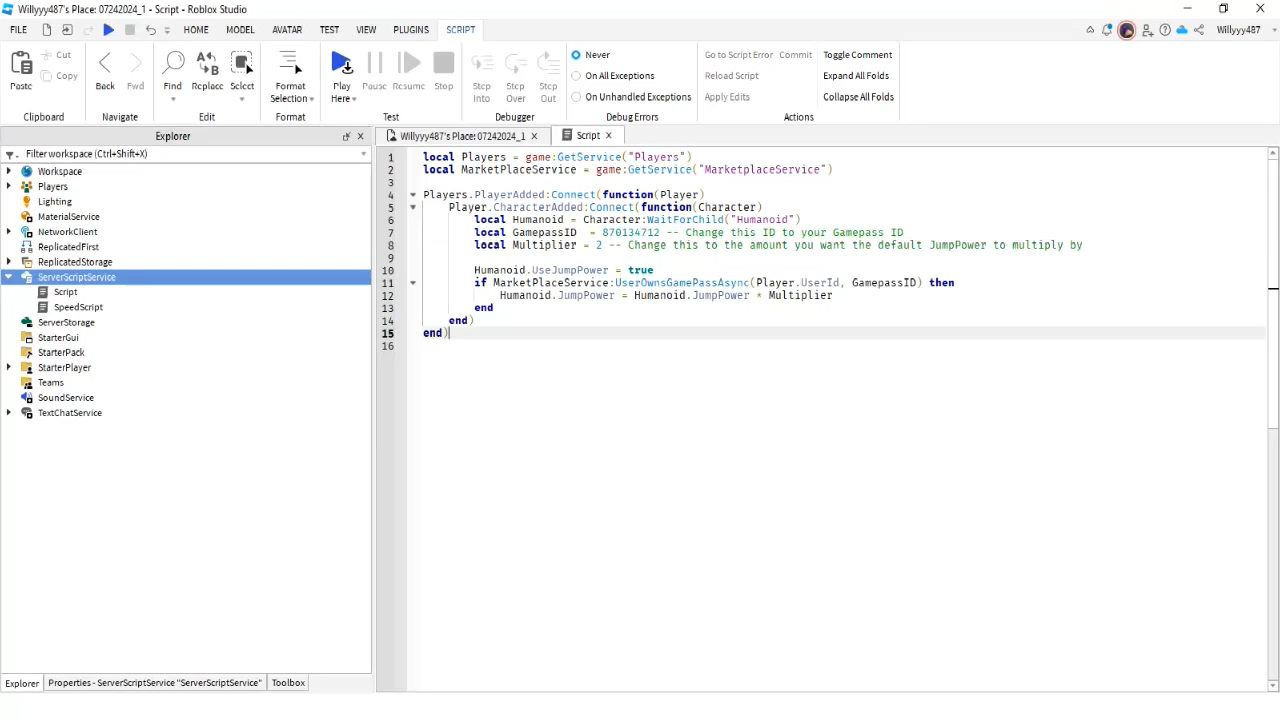 Willyyy487's Place: 07242024_1 - Script - Roblox Studio
FILE HOME MODEL AVATAR TEST VIEW PLUGINS SCRIPT Willyyy487
Paste Cut Copy Back Fwd Find Replace Select Format Selection Play Here Pause Resume Stop Step Into Step Over Step Out
Never
On All Exceptions
On Unhandled Exceptions
Go to Script Error Commit Toggle Comment
Reload Script Expand All Folds
Apply Edits Collapse All Folds
Clipboard Navigate Edit Format Test Debugger Debug Errors Actions
Explorer
Willyyy487's Place: 07242024_1 Script
Filter workspace (Ctrl+Shift+X)
Workspace
Players
Lighting
MaterialService
NetworkClient
ReplicatedFirst
ReplicatedStorage
ServerScriptService
Script
SpeedScript
ServerStorage
StarterGui
StarterPack
StarterPlayer
Teams
SoundService
TextChatService
1 local Players = game:GetService("Players")
2 local MarketPlaceService = game:GetService("MarketplaceService")
3
4 Players.PlayerAdded:Connect(function(Player)
5 Player.CharacterAdded:Connect(function(Character)
6 local Humanoid = Character:WaitForChild("Humanoid")
7 local GamepassID = 870134712 -- Change this ID to your Gamepass ID
8 local Multiplier = 2 -- Change this to the amount you want the default JumpPower to multiply by
9
10 Humanoid.UseJumpPower = true
11 if MarketPlaceService:UserOwnsGamePassAsync(Player.UserId, GamepassID) then
12 Humanoid.JumpPower = Humanoid.JumpPower * Multiplier
13 end
14 end)
15 end)
16
Explorer Properties - ServerScriptService "ServerScriptService" Toolbox